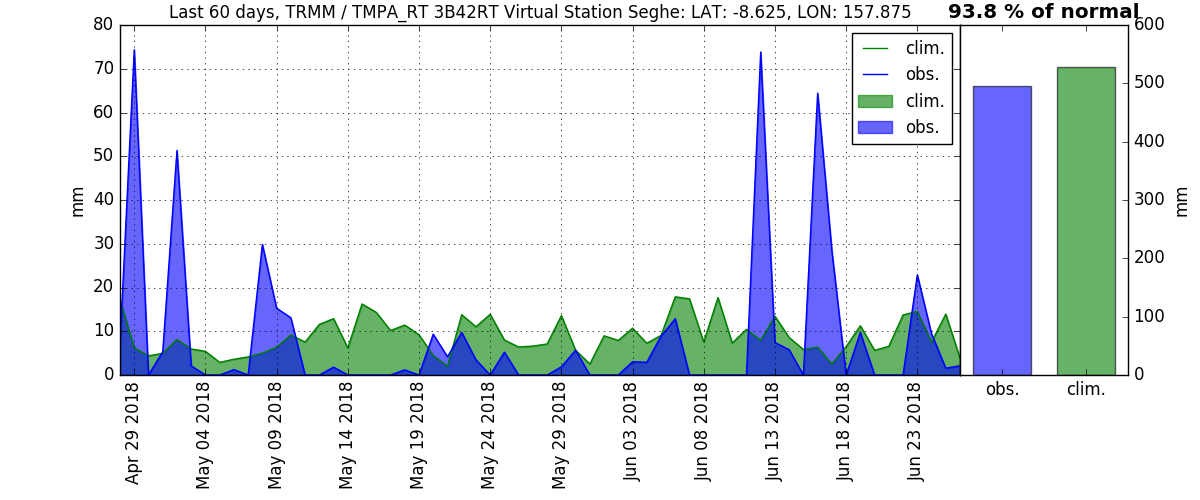 Last 60 days, TRMM / TMPA_RT 3B42RT Virtual Station Seghe: LAT: -8.625, LON: 157.875
93.8 % of normal
mm
80
70
60
50
40
30
20
10
0
clim.
obs.
clim.
obs.
Apr 29 2018
May 04 2018
May 09 2018
May 14 2018
May 19 2018
May 24 2018
May 29 2018
Jun 03 2018
Jun 08 2018
Jun 13 2018
Jun 18 2018
Jun 23 2018
600
500
400
300
200
100
0
mm
obs.
clim.